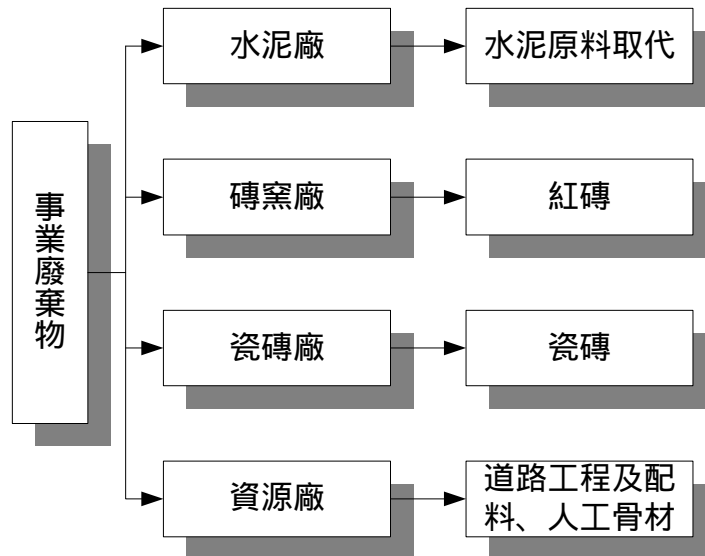 事業廢棄物
水泥廠
水泥原料取代
磚窯廠
紅磚
瓷磚廠
瓷磚
資源廠
道路工程及配
料、人工骨材